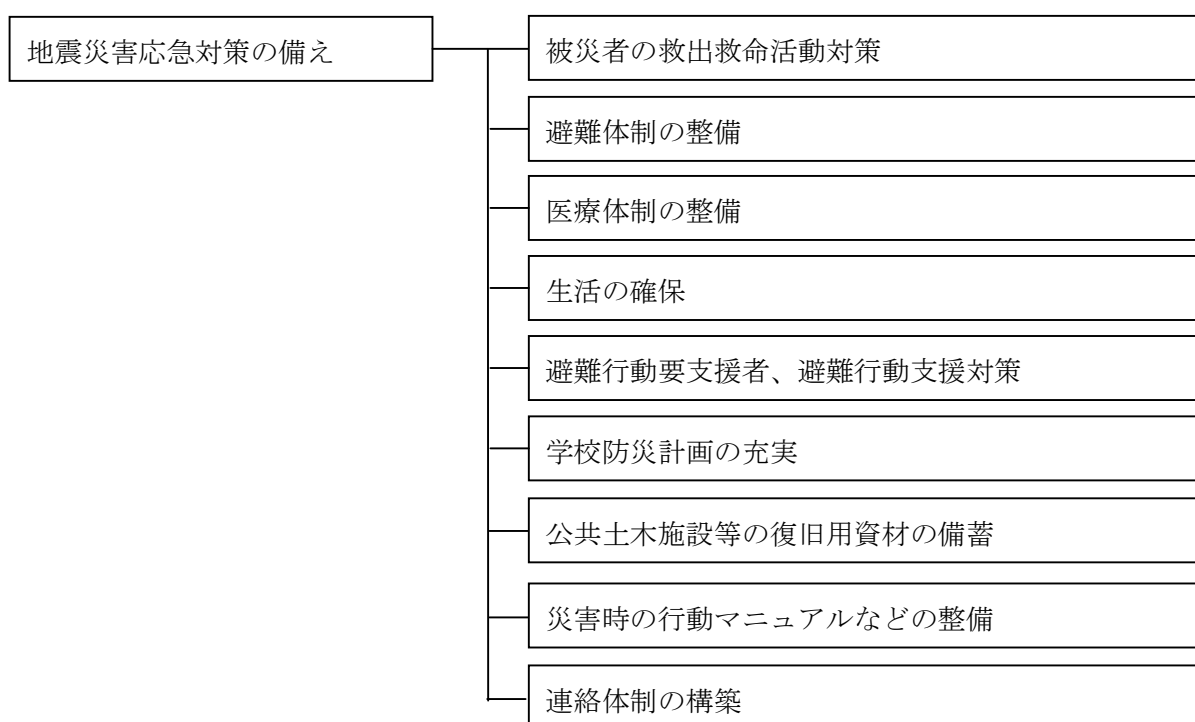 地震災害応急対策の備え
被災者の救出救命活動対策
避難体制の整備
医療体制の整備
生活の確保
避難行動要支援者、避難行動支援対策
学校防災計画の充実
公共土木施設等の復旧用資材の備蓄
災害時の行動マニュアルなどの整備
連絡体制の構築